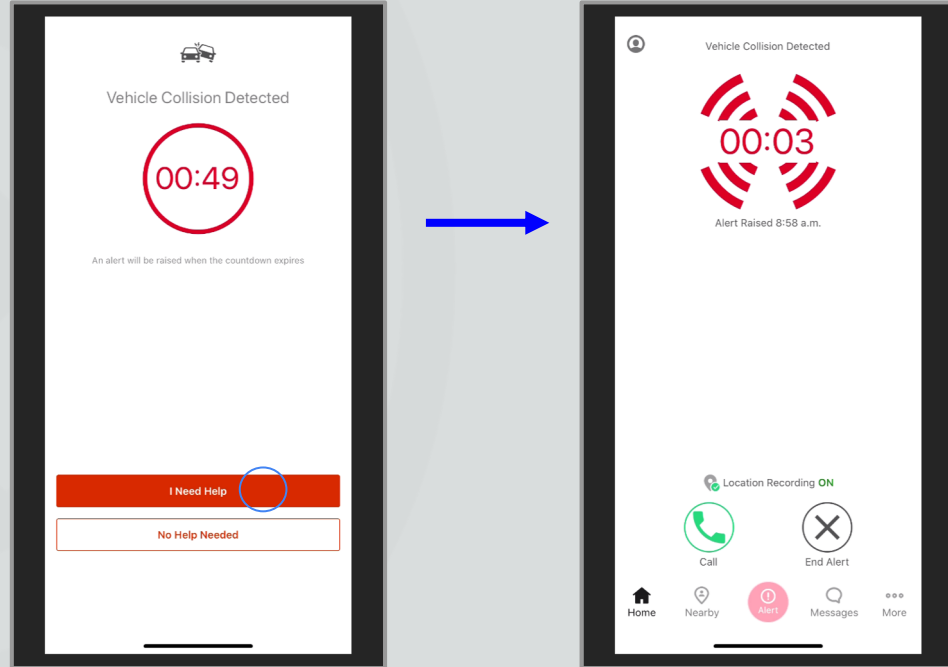 Vehicle Collision Detected
00:49
An alert will be raised when the countdown expires
I Need Help
No Help Needed
Vehicle Collision Detected
00:03
Alert Raised 8:58 a.m.
Location Recording ON
Call End Alert
Home Nearby Alert Messages More